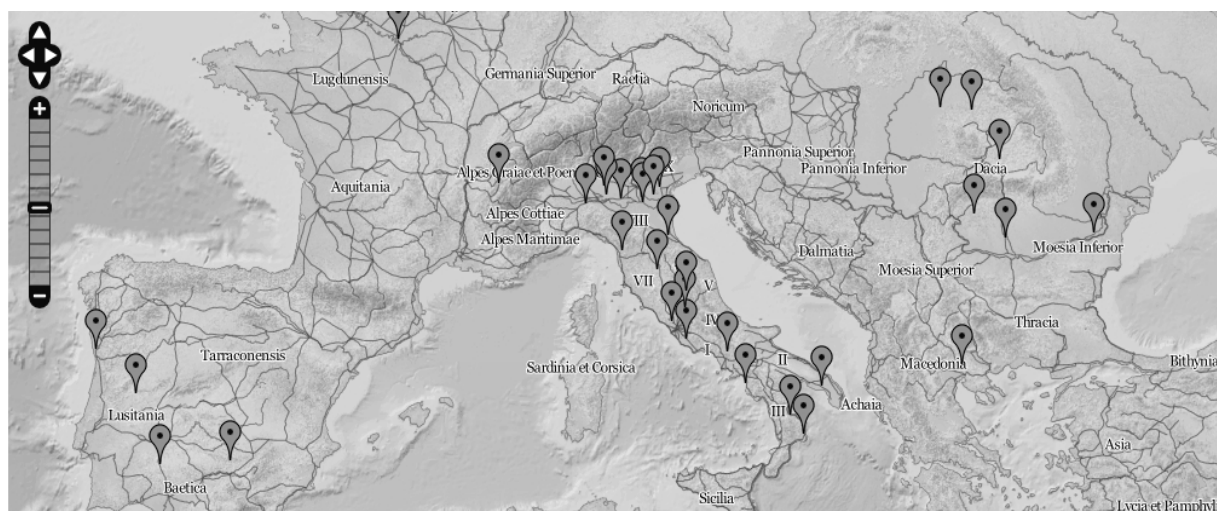 Lugdunensis
Germania Superior
Raetia
Noricum
Aquitania
Alpes Graiae et Poen
X
Pannonia Superior
Pannonia Inferior
Dacia
Alpes Cottiae
III
Alpes Maritimae
Dalmatia
Moesia Inferior
Moesia Superior
VII
V
IV
Thracia
Tarraconensis
I
II
Sardinia et Corsica
Macedonia
Bithynia
Lusitania
III
Achaia
Asia
Baetica
Sicilia
Lycia et Pamphyl